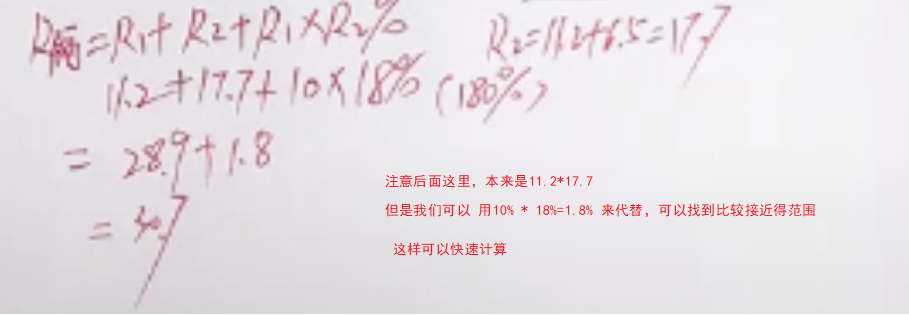 R隔=R₁+R₂+R₁×R₂% R₂=11.2+6.5=17.7
11.2+17.7+10×18% (180%)
= 28.9+1.8
= 30.7
注意后面这里，本来是11.2*17.7
但是我们可以 用10% * 18%=1.8% 来代替，可以找到比较接近得范围
这样可以快速计算